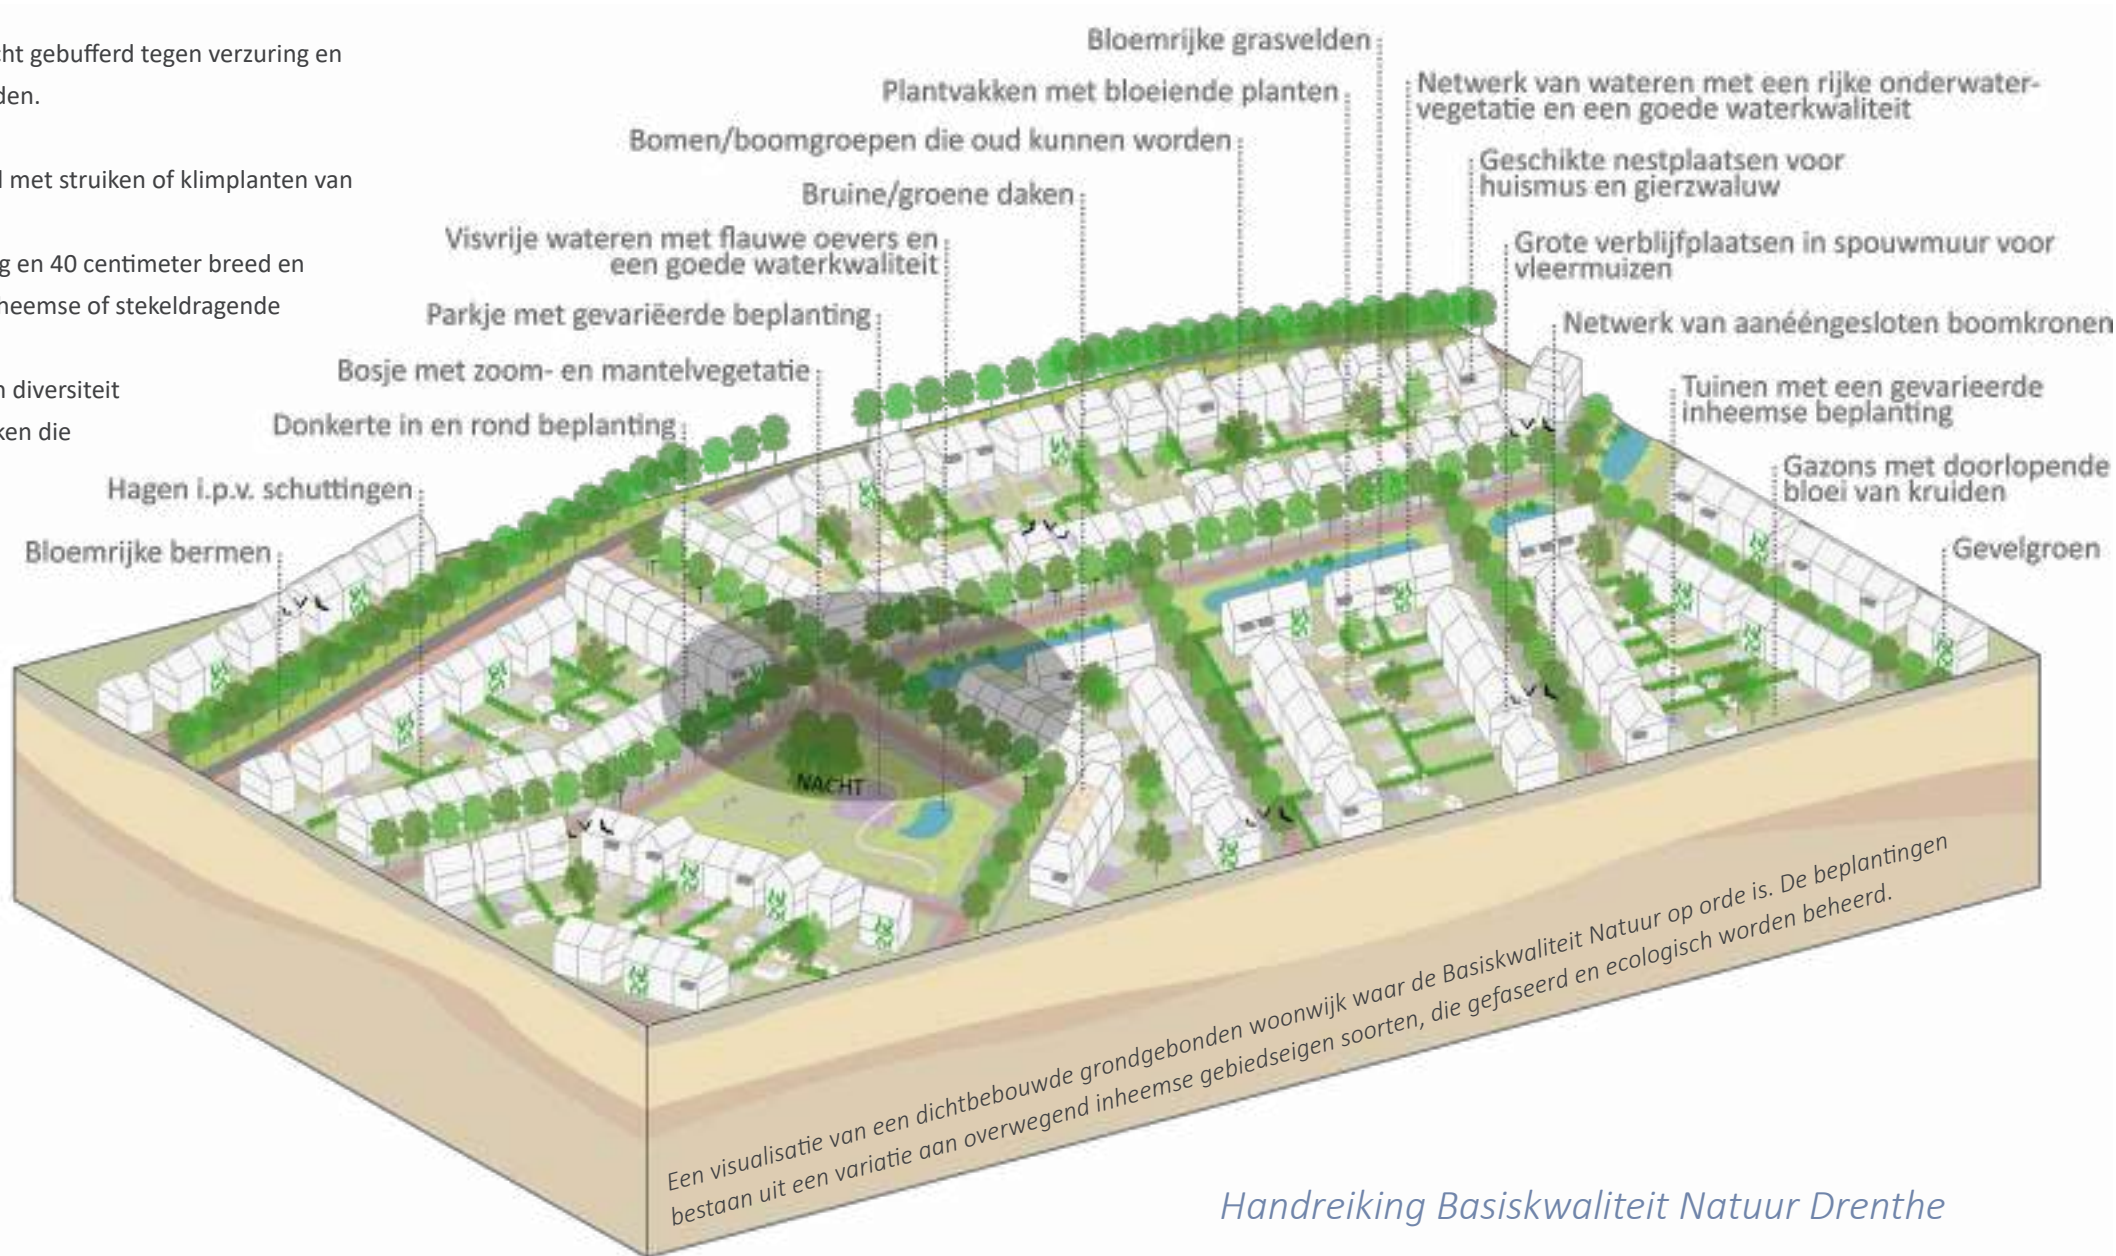 cht gebufferd tegen verzuring en
den.
met struiken of klimplanten van
g en 40 centimeter breed en
heemse of stekeldragende
n diversiteit
ken die
Bloemrijke grasvelden
Plantvakken met bloeiende planten
Netwerk van wateren met een rijke onderwater-
vegetatie en een goede waterkwaliteit
Bomen/boomgroepen die oud kunnen worden
Geschikte nestplaatsen voor
huismus en gierzwaluw
Bruine/groene daken
Visvrije wateren met flauwe oevers en
een goede waterkwaliteit
Grote verblijfplaatsen in spouwmuur voor
vleermuizen
Parkje met gevariëerde beplanting
Netwerk van aanééngesloten boomkronen
Bosje met zoom- en mantelvegetatie
Tuinen met een gevarieerde
inheemse beplanting
Donkerte in en rond beplanting
Gazons met doorlopende
bloei van kruiden
Hagen i.p.v. schuttingen
Bloemrijke bermen
Gevelgroen
NACHT
Een visualisatie van een dichtbebouwde grondgebonden woonwijk waar de Basiskwaliteit Natuur op orde is. De beplantingen
bestaan uit een variatie aan overwegend inheemse gebiedseigen soorten, die gefaseerd en ecologisch worden beheerd.
Handreiking Basiskwaliteit Natuur Drenthe